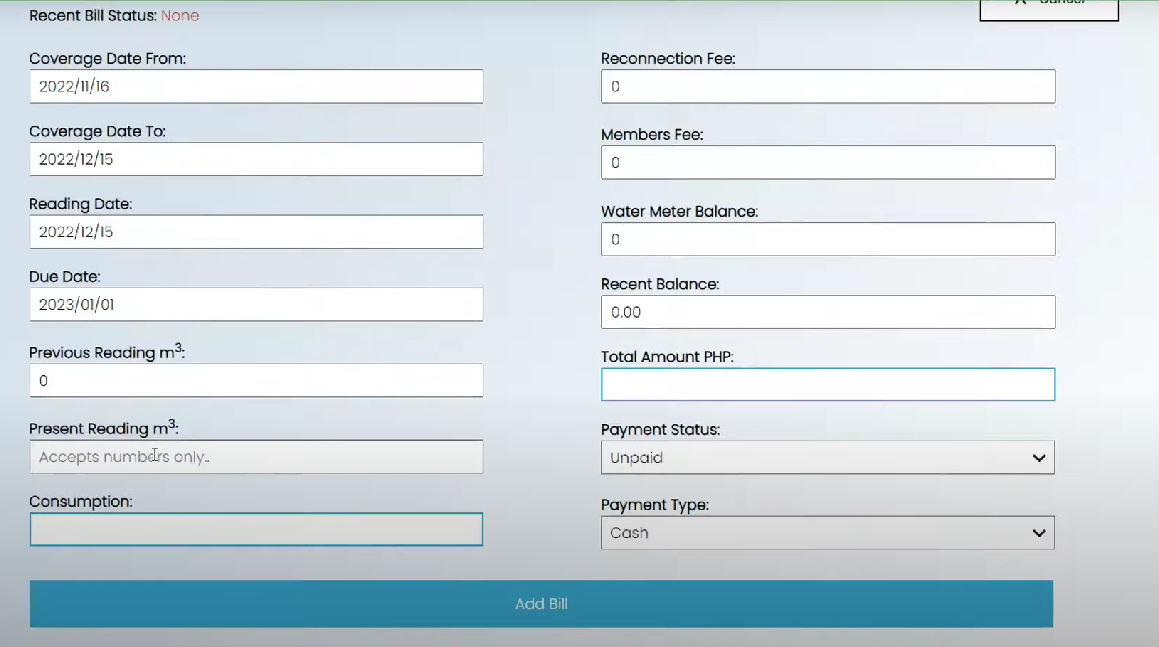 Recent Bill Status: None
Cancel
Coverage Date From:
2022/11/16
Coverage Date To:
2022/12/15
Reading Date:
2022/12/15
Due Date:
2023/01/01
Previous Reading m³:
0
Present Reading m³:
Accepts numbers only..
Consumption:
Reconnection Fee:
0
Members Fee:
0
Water Meter Balance:
0
Recent Balance:
0.00
Total Amount PHP:
Payment Status:
Unpaid
Payment Type:
Cash
Add Bill